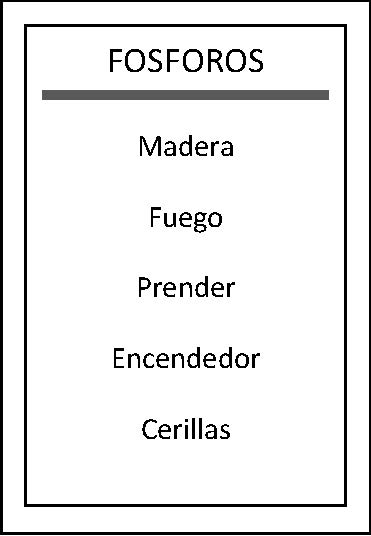 FOSFOROS
Madera
Fuego
Prender
Encendedor
Cerillas